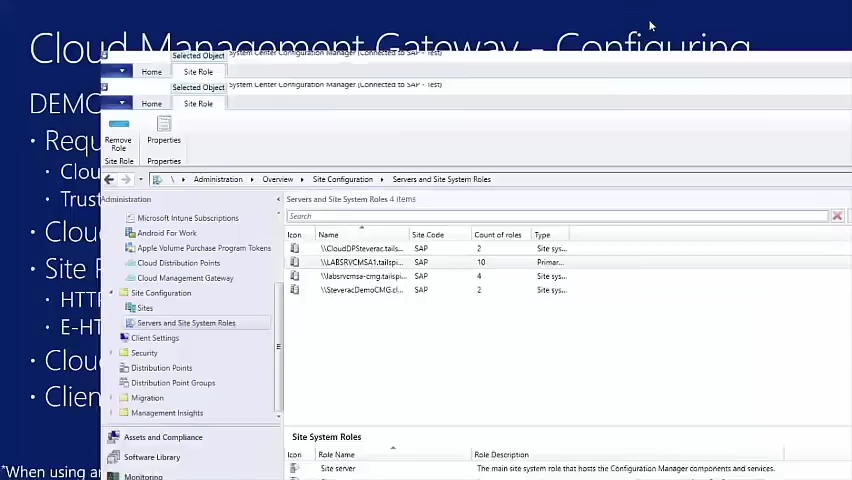 Cloud Management Gateway - Configuring
Selected Object
System Center Configuration Manager (Connected to SAP - Test)
Home
Site Role
Selected Object
System Center Configuration Manager (Connected to SAP - Test)
Home
Site Role
DEMO
Remove
Role
Properties
Site Role
Properties
\ Administration Overview Site Configuration Servers and Site System Roles
Administration
Servers and Site System Roles 4 items
Search
Icon Name Site Code Count of roles Type
\\CloudDPSteverac.tails... SAP 2 Site sys...
\\LABSRVCMSA1.tailspi... SAP 10 Primar...
\\labsrvcmsa-cmg.tailspi... SAP 4 Site sys...
\\SteveracDemoCMG.cl... SAP 2 Site sys...
Microsoft Intune Subscriptions
Android For Work
Apple Volume Purchase Program Tokens
Cloud Distribution Points
Cloud Management Gateway
Site Configuration
Sites
Servers and Site System Roles
Client Settings
Security
Distribution Points
Distribution Point Groups
Migration
Management Insights
Assets and Compliance
Software Library
Monitoring
Site System Roles
Icon Role Name Role Description
Site server The main site system role that hosts the Configuration Manager components and services.
• Requ
• Clou
• Trust
• Clou
• Site R
• HTT
• E-HT
• Clou
• Clien
*When using a